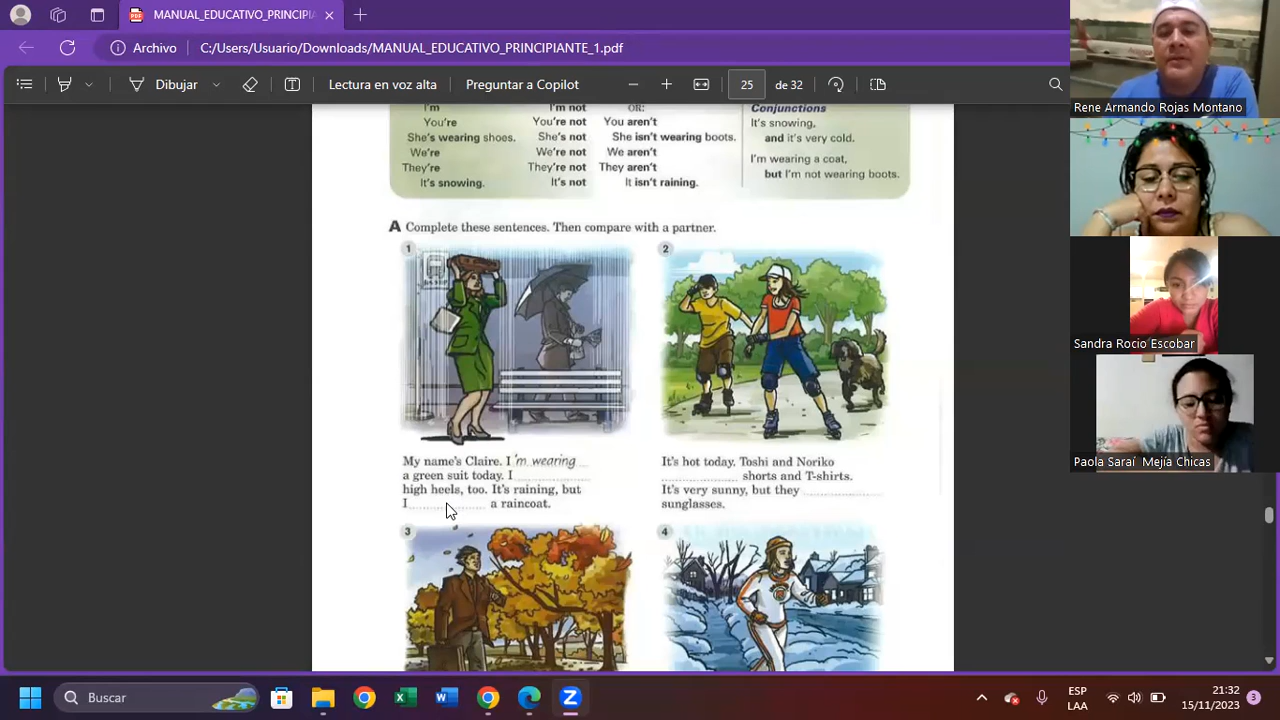 MANUAL_EDUCATIVO_PRINCIPI
Archivo C:/Users/Usuario/Downloads/MANUAL_EDUCATIVO_PRINCIPIANTE_1.pdf
Dibujar Lectura en voz alta Preguntar a Copilot 25 de 32
I'm I'm not OR: Conjunctions
You're You're not You aren't It's snowing,
She's wearing shoes. She's not She isn't wearing boots. and it's very cold.
We're We're not We aren't I'm wearing a coat,
They're They're not They aren't but I'm not wearing boots.
It's snowing. It's not It isn't raining.
A Complete these sentences. Then compare with a partner.
1
2
My name's Claire. I 'm wearing
a green suit today. I
high heels, too. It's raining, but
I a raincoat.
It's hot today. Toshi and Noriko
shorts and T-shirts.
It's very sunny, but they
sunglasses.
3
4
Rene Armando Rojas Montano
Sandra Rocio Escobar
Paola Saraí Mejía Chicas
Buscar
ESP
LAA
21:32
15/11/2023
3